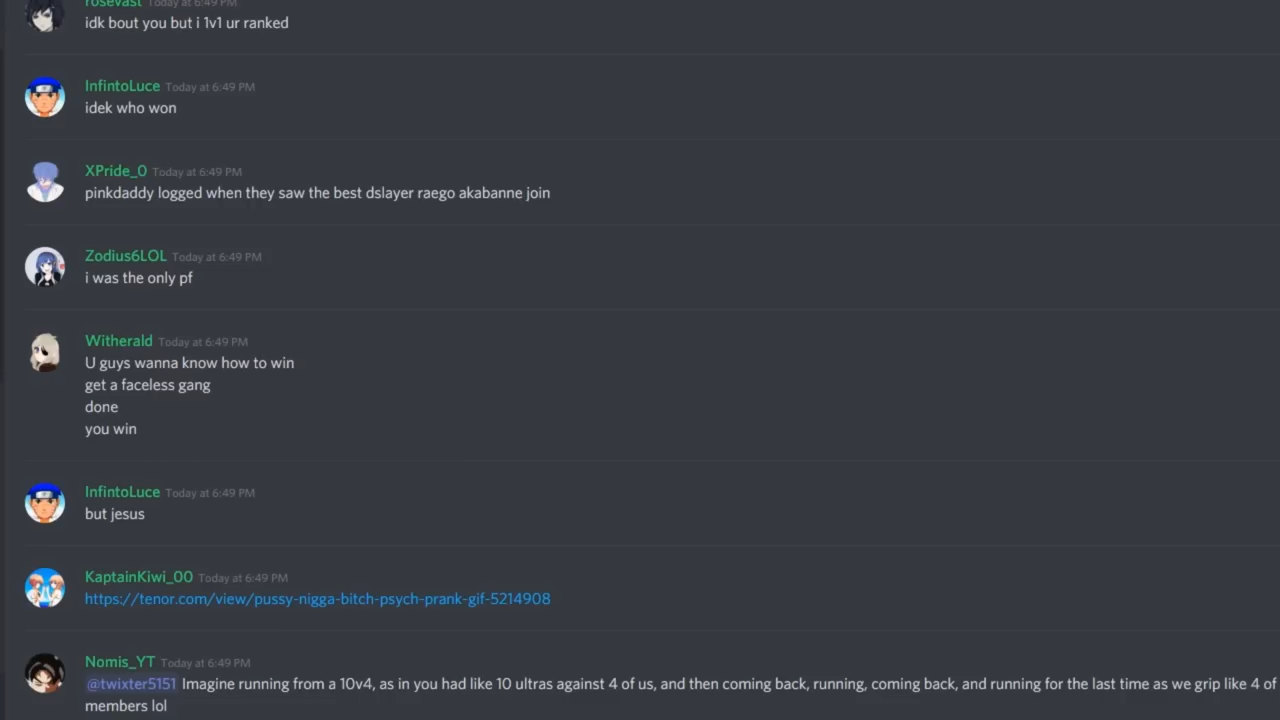 rosevast Today at 6:49 PM
idk bout you but i 1v1 ur ranked
InfintoLuce Today at 6:49 PM
idek who won
XPride_0 Today at 6:49 PM
pinkdaddy logged when they saw the best dslayer raego akabanne join
Zodius6LOL Today at 6:49 PM
i was the only pf
Witherald Today at 6:49 PM
U guys wanna know how to win
get a faceless gang
done
you win
InfintoLuce Today at 6:49 PM
but jesus
KaptainKiwi_00 Today at 6:49 PM
https://tenor.com/view/pussy-nigga-bitch-psych-prank-gif-5214908
Nomis_YT Today at 6:49 PM
@twixter5151 Imagine running from a 10v4, as in you had like 10 ultras against 4 of us, and then coming back, running, coming back, and running for the last time as we grip like 4 of
members lol